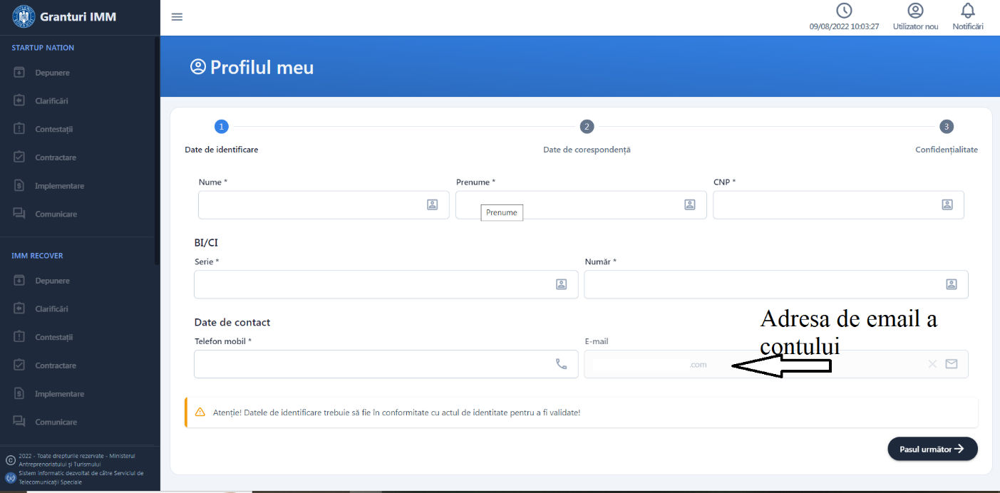 Granturi IMM
09/08/2022 10:03:27
Utilizator nou
Notificări
STARTUP NATION
Depunere
Clarificări
Contestații
Contractare
Implementare
Comunicare
IMM RECOVER
Depunere
Clarificări
Contestații
Contractare
Implementare
Comunicare
2022 - Toate drepturile rezervate - Ministerul
Antreprenoriatului și Turismului
Sistem informatic dezvoltat de către Serviciul de
Telecomunicații Speciale
Profilul meu
1
2
3
Date de identificare
Date de corespondență
Confidențialitate
Nume *
Prenume *
CNP *
Prenume
BI/CI
Serie *
Număr *
Date de contact
Adresa de email a
contului
Telefon mobil *
E-mail
.com
Atenție! Datele de identificare trebuie să fie în conformitate cu actul de identitate pentru a fi validate!
Pasul următor